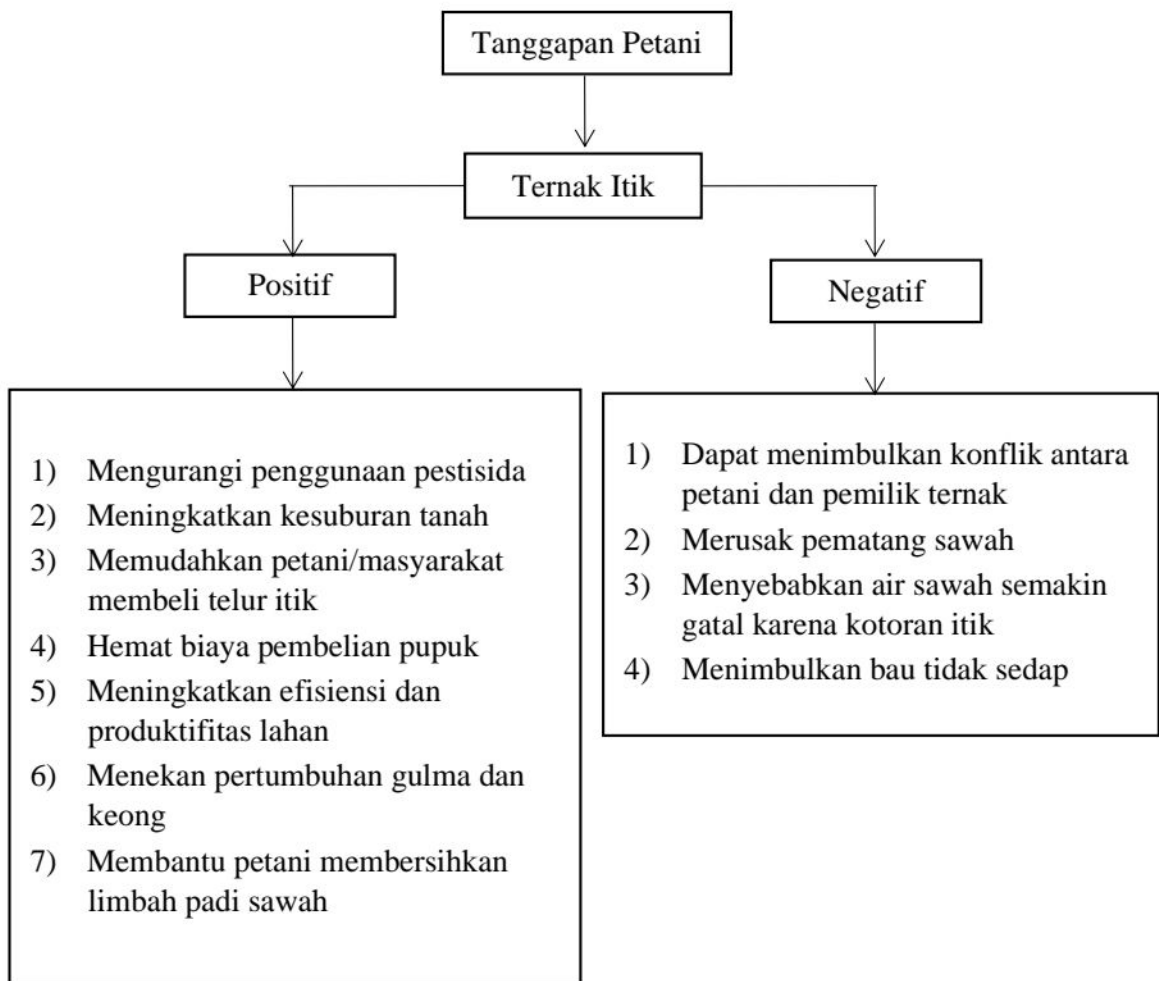 Tanggapan Petani
Ternak Itik
Positif
Negatif
1) Mengurangi penggunaan pestisida
2) Meningkatkan kesuburan tanah
3) Memudahkan petani/masyarakat
membeli telur itik
4) Hemat biaya pembelian pupuk
5) Meningkatkan efisiensi dan
produktifitas lahan
6) Menekan pertumbuhan gulma dan
keong
7) Membantu petani membersihkan
limbah padi sawah
1) Dapat menimbulkan konflik antara
petani dan pemilik ternak
2) Merusak pematang sawah
3) Menyebabkan air sawah semakin
gatal karena kotoran itik
4) Menimbulkan bau tidak sedap